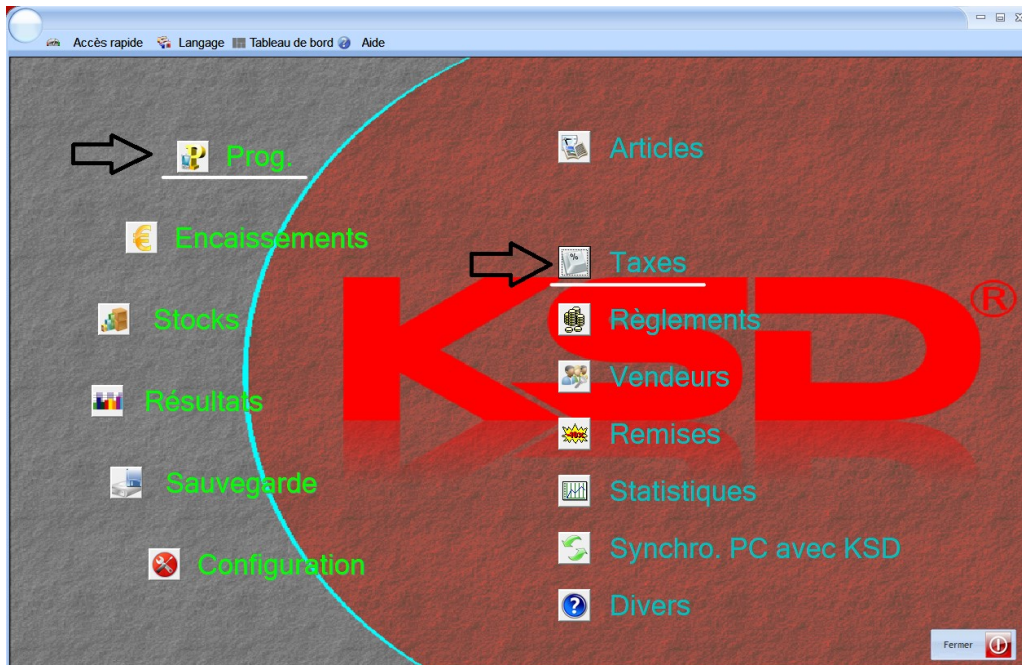 Accès rapide Langage Tableau de bord Aide
Prog.
Encaissements
Stocks
Résultats
Sauvegarde
Configuration
Articles
Taxes
Règlements
Vendeurs
Remises
Statistiques
Synchro. PC avec KSD
Divers
KSD®
Fermer